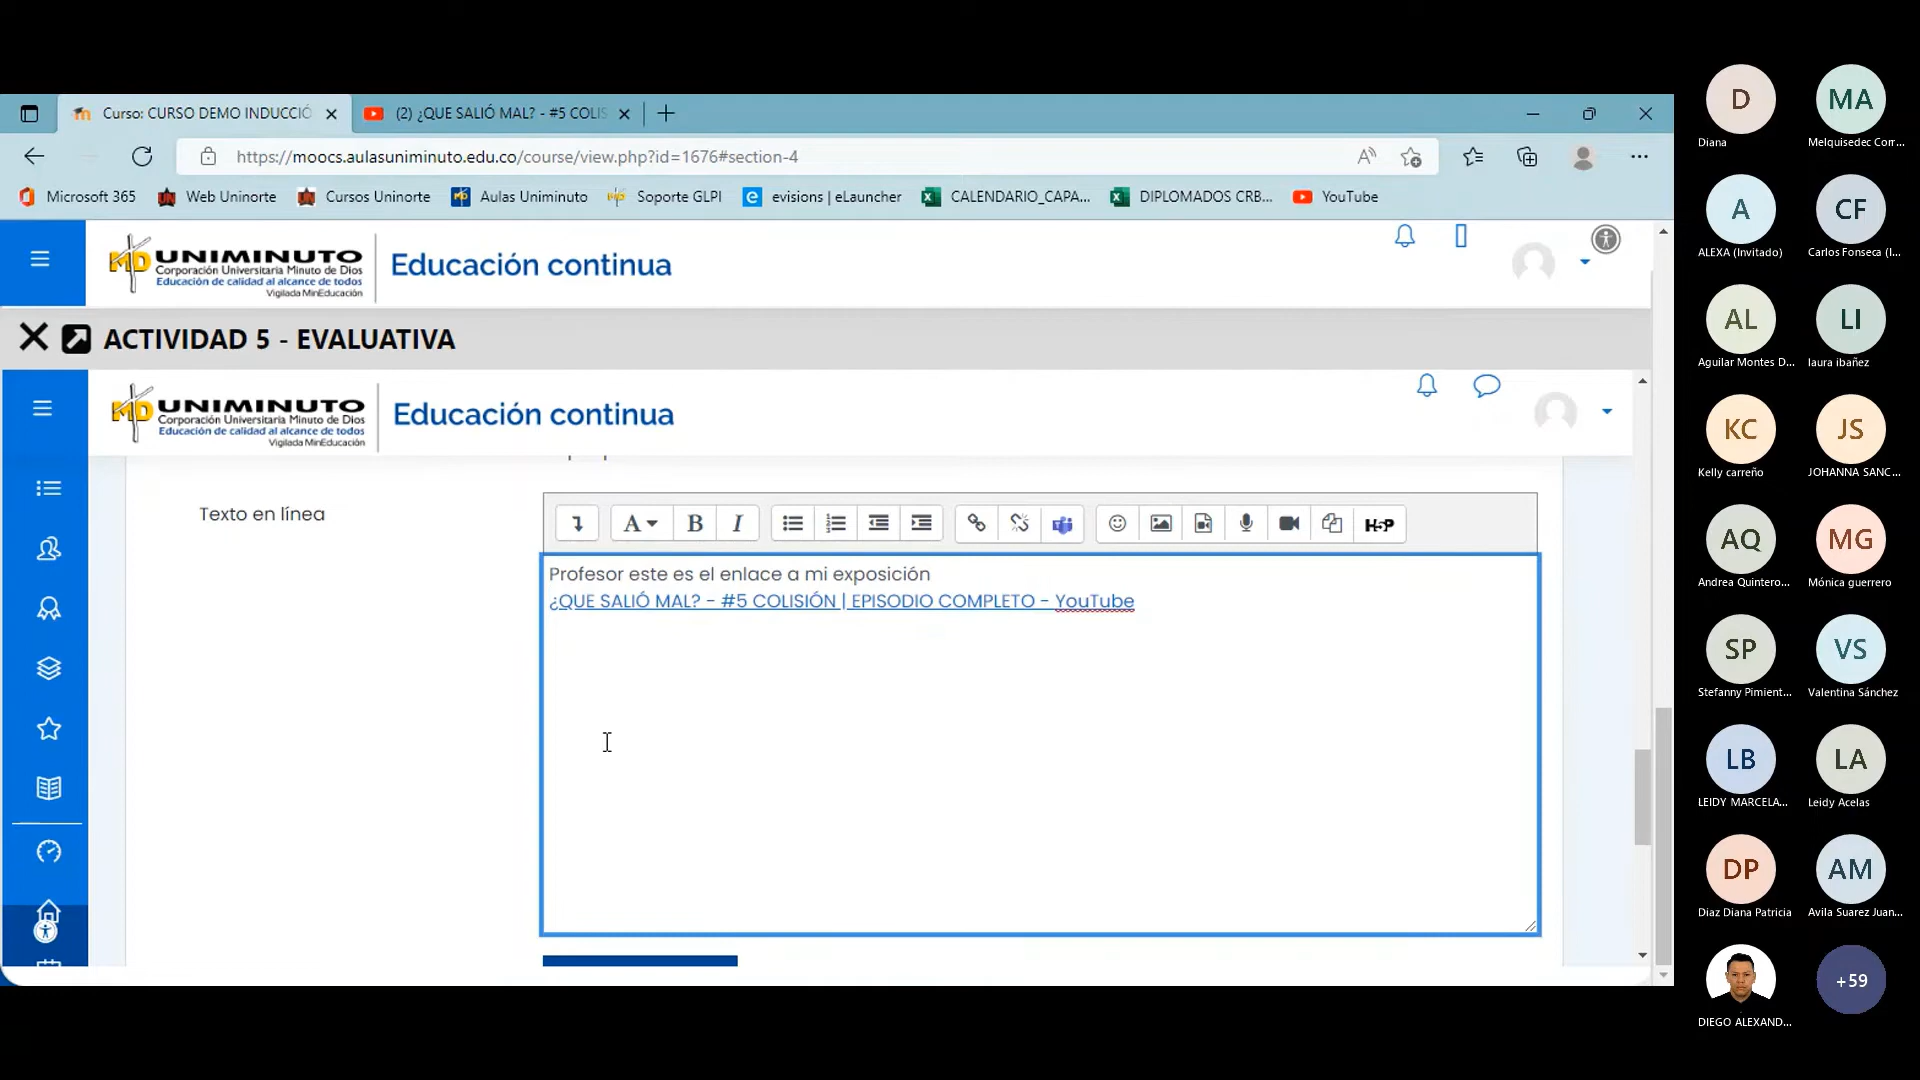 Curso: CURSO DEMO INDUCCIÓ
(2) ¿QUE SALIÓ MAL? - #5 COLIS
https://moocs.aulasuniminuto.edu.co/course/view.php?id=1676#section-4
Microsoft 365
Web Uninorte
Cursos Uninorte
Aulas Uniminuto
Soporte GLPI
evisions | eLauncher
CALENDARIO_CAPA...
DIPLOMADOS CRB...
YouTube
UNIMINUTO
Corporación Universitaria Minuto de Dios
Educación de calidad al alcance de todos
Vigilada MinEducación
Educación continua
ACTIVIDAD 5 - EVALUATIVA
UNIMINUTO
Corporación Universitaria Minuto de Dios
Educación de calidad al alcance de todos
Vigilada MinEducación
Educación continua
Texto en línea
A
B
I
H5P
Profesor este es el enlace a mi exposición
¿QUE SALIÓ MAL? - #5 COLISIÓN | EPISODIO COMPLETO - YouTube
D
Diana
MA
Melquisedec Corr...
A
ALEXA (Invitado)
CF
Carlos Fonseca (I...
AL
Aguilar Montes D...
LI
laura ibañez
KC
Kelly carreño
JS
JOHANNA SANC...
AQ
Andrea Quintero...
MG
Mónica guerrero
SP
Stefanny Pimient...
VS
Valentina Sánchez
LB
LEIDY MARCELA...
LA
Leidy Acelas
DP
Diaz Diana Patricia
AM
Avila Suarez Juan...
DIEGO ALEXAND...
+59